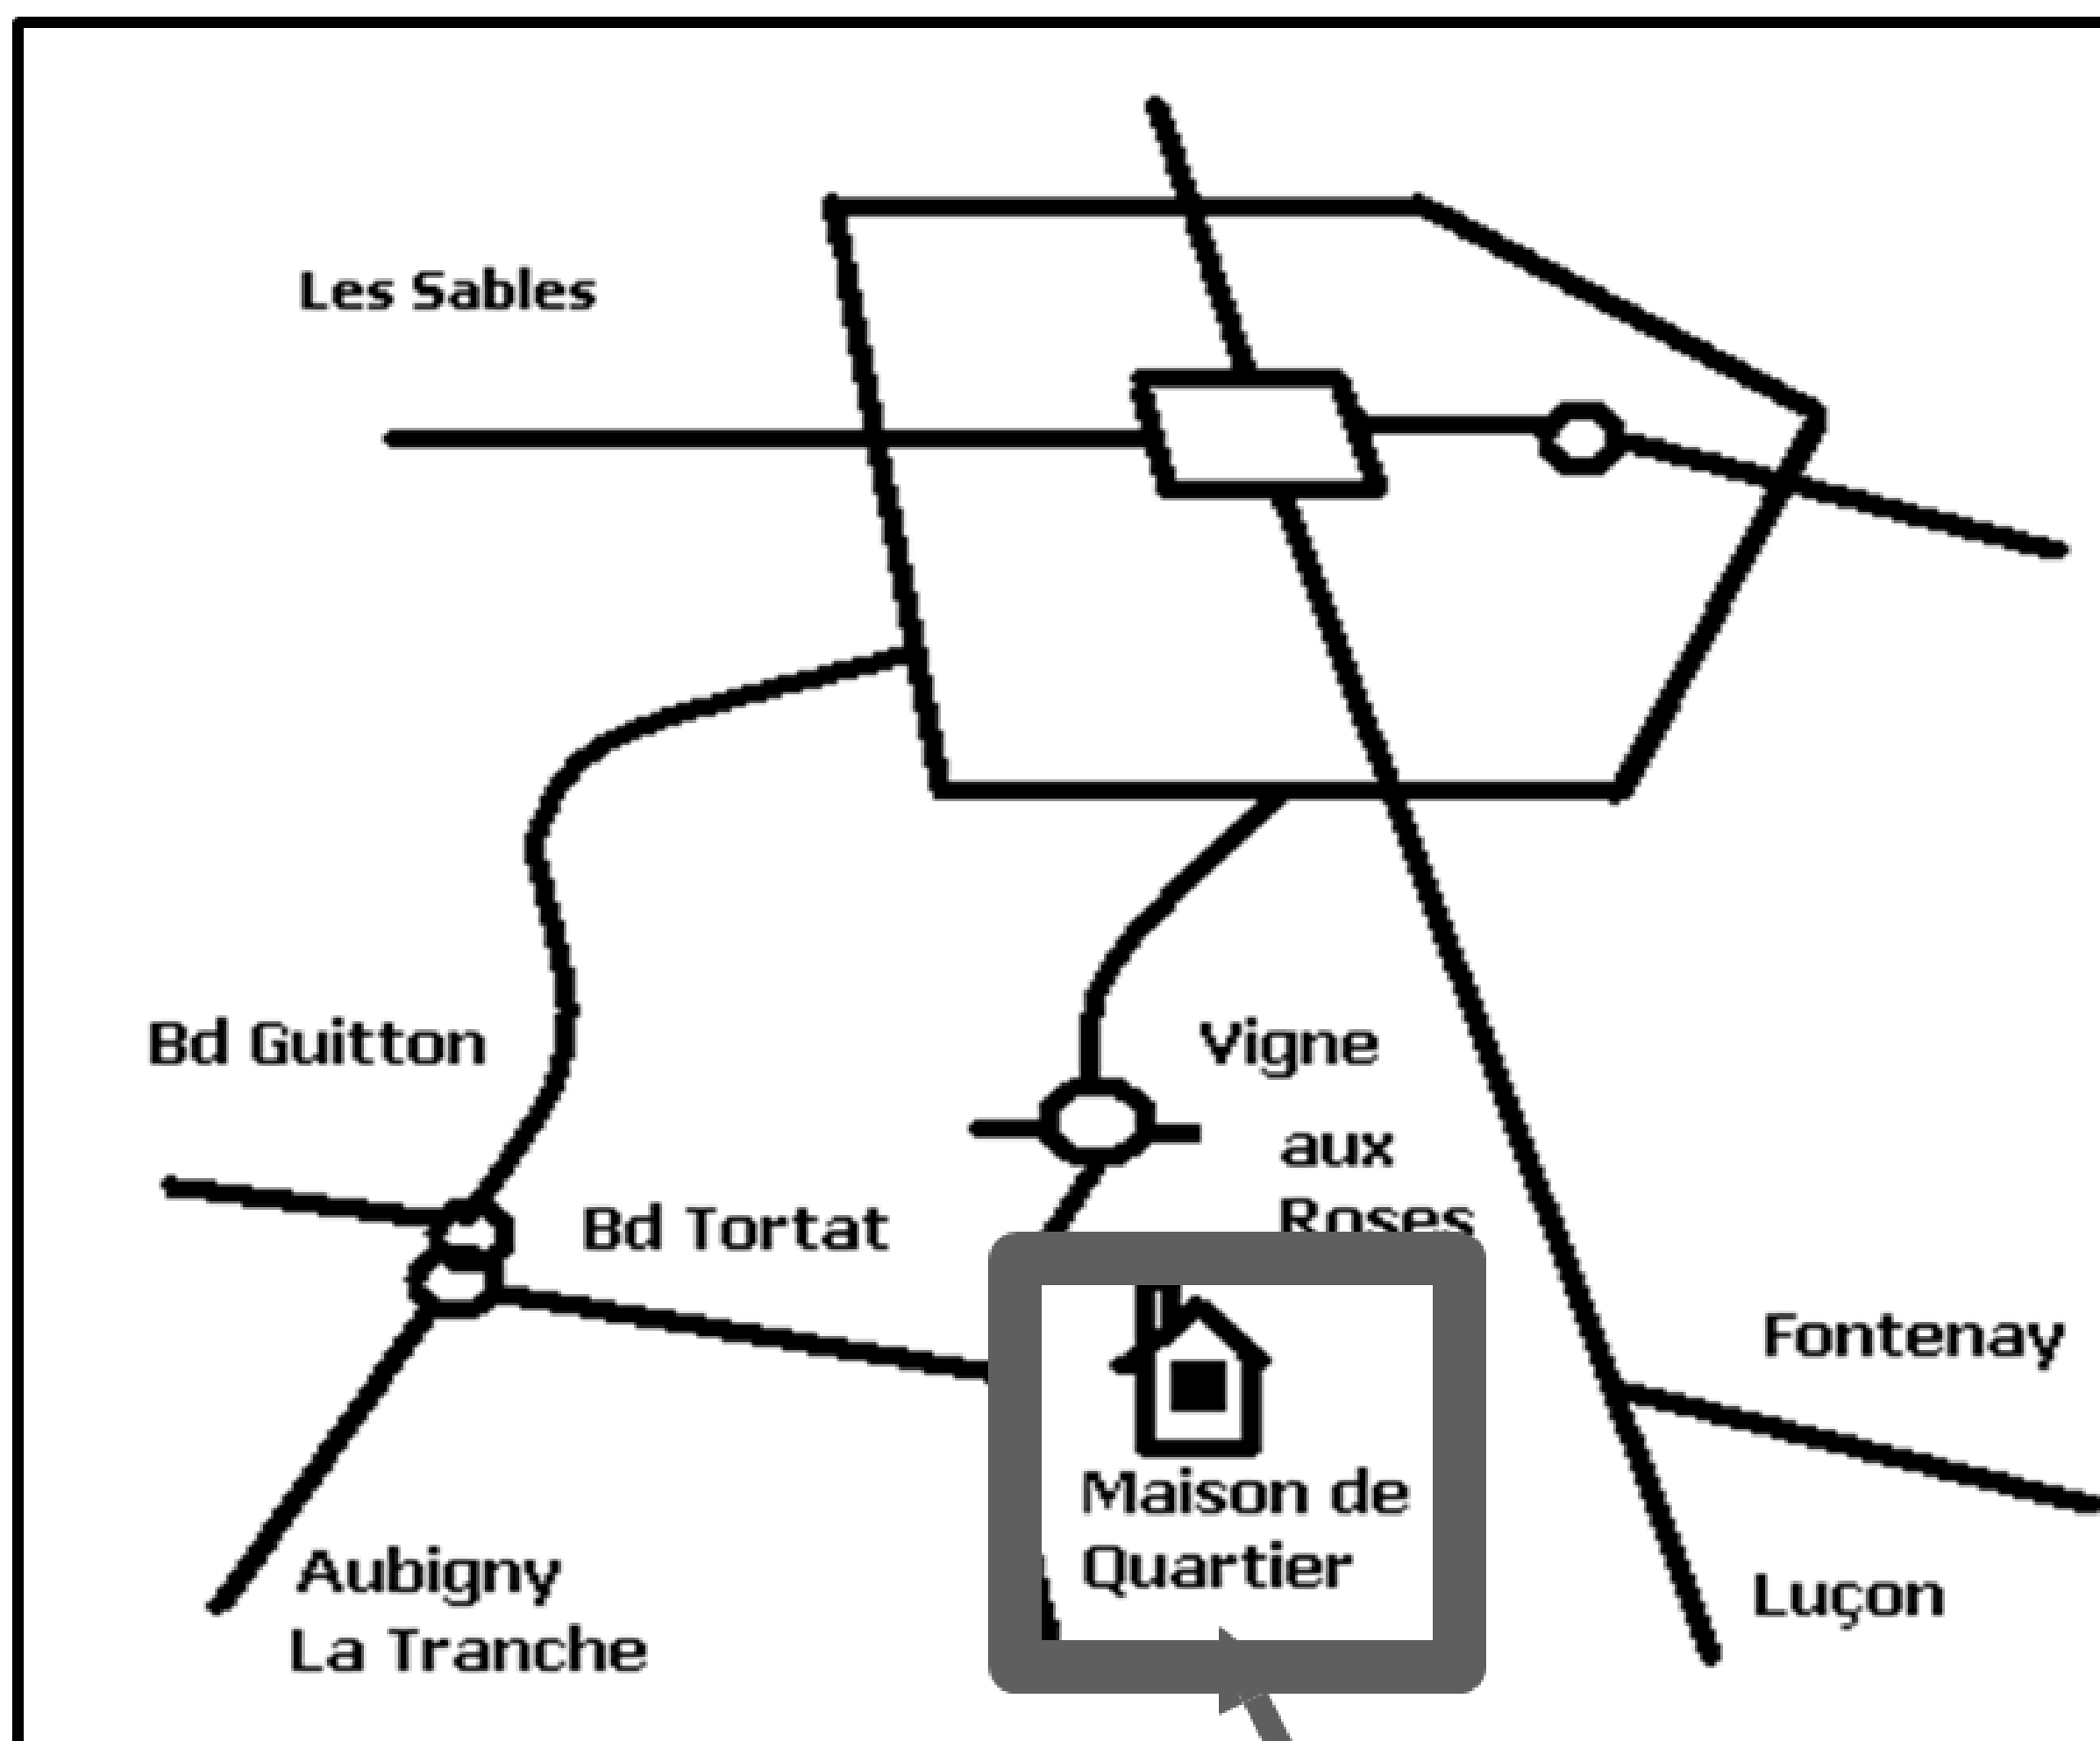 Les Sables
Bd Guitton
Vigne
aux
Roses
Bd Tortat
Fontenay
Maison de
Quartier
Aubigny
La Tranche
Luçon